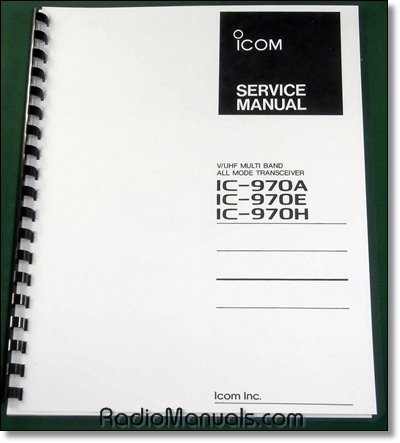 ICOM
SERVICE
MANUAL
V/UHF MULTI BAND
ALL MODE TRANSCEIVER
IC-970A
IC-970E
IC-970H
Icom Inc.
RadioManuals.com